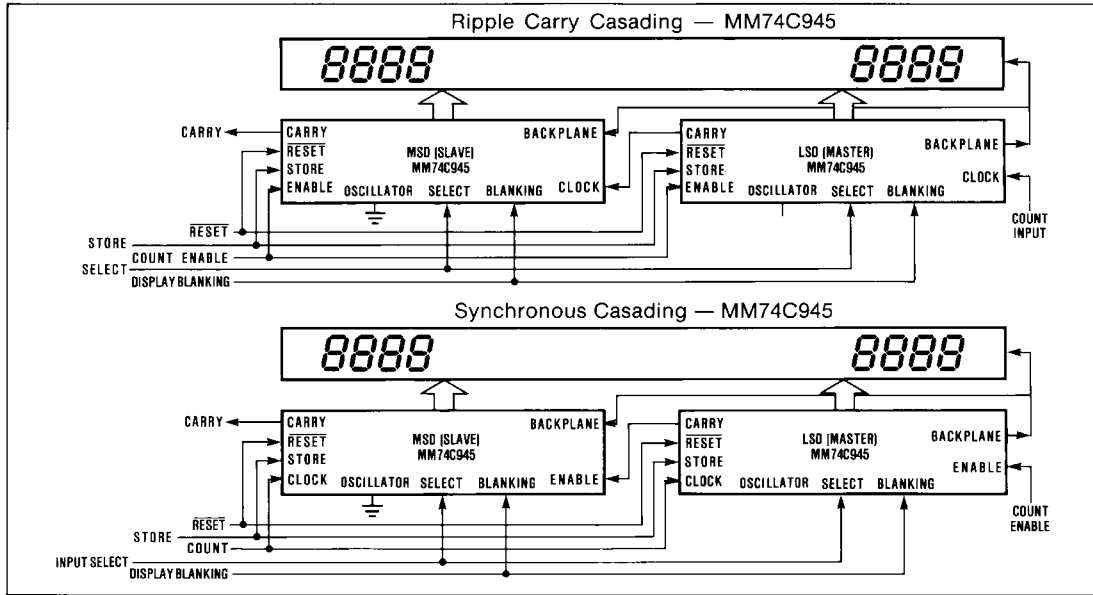 Ripple Carry Casading — MM74C945
8888 8888
CARRY
CARRY
RESET
STORE
ENABLE
MSD (SLAVE)
MM74C945
BACKPLANE
CLOCK
OSCILLATOR SELECT BLANKING
CARRY
RESET
STORE
ENABLE
LSD (MASTER)
MM74C945
BACKPLANE
CLOCK
OSCILLATOR SELECT BLANKING
COUNT
INPUT
RESET
STORE
COUNT ENABLE
SELECT
DISPLAY BLANKING
Synchronous Casading — MM74C945
8888 8888
CARRY
CARRY
RESET
STORE
CLOCK
MSD (SLAVE)
MM74C945
BACKPLANE
ENABLE
OSCILLATOR SELECT BLANKING
CARRY
RESET
STORE
CLOCK
LSD (MASTER)
MM74C945
BACKPLANE
ENABLE
OSCILLATOR SELECT BLANKING
COUNT
ENABLE
RESET
STORE
COUNT
INPUT SELECT
DISPLAY BLANKING